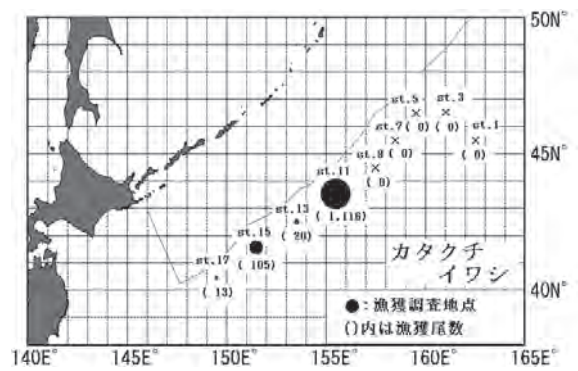 50N°
st.5 st.3
st.7 ( 0) ( 0) st.1
st.9 ( 0) ( 0)
45N°
st.11 ( 0)
st.13 ( 1,116)
st.15 ( 20)
st.17 ( 105)
( 13)
カタクチ
イワシ
●:漁獲調査地点
()内は漁獲尾数
40N°
140E° 145E° 150E° 155E° 160E° 165E°